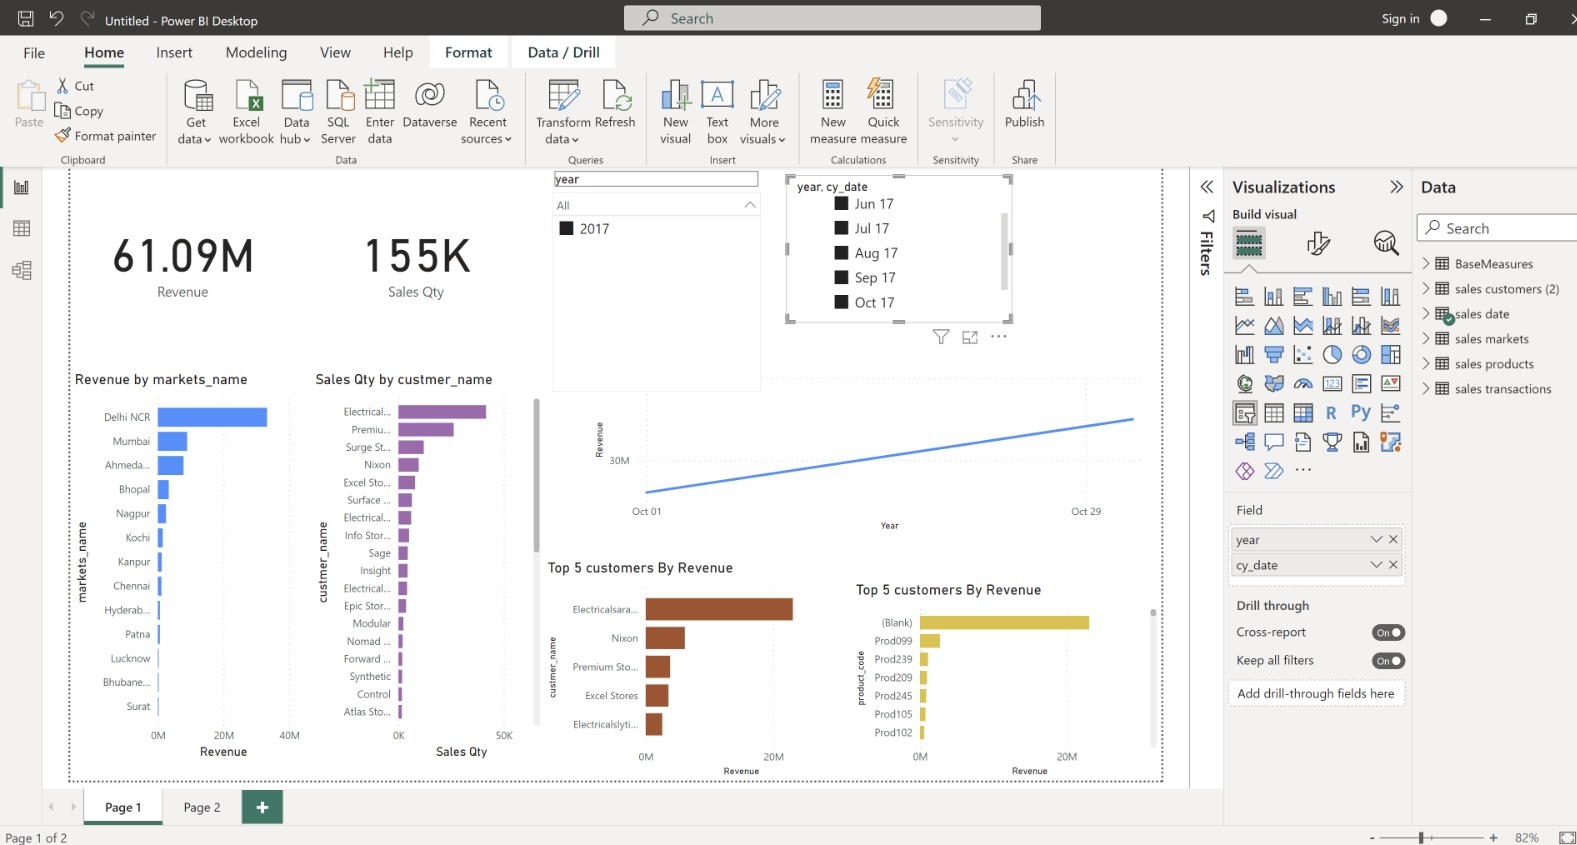 Untitled - Power BI Desktop
Search
Sign in
File
Home
Insert
Modeling
View
Help
Format
Data / Drill
Paste
Cut
Copy
Format painter
Clipboard
Get data
Excel workbook
Data hub
SQL Server
Enter data
Dataverse
Recent sources
Data
Transform data
Refresh
Queries
New visual
Text box
More visuals
Insert
New measure
Quick measure
Calculations
Sensitivity
Sensitivity
Publish
Share
61.09M
Revenue
155K
Sales Qty
year
All
2017
year, cy_date
Jun 17
Jul 17
Aug 17
Sep 17
Oct 17
Revenue by markets_name
markets_name
Delhi NCR
Mumbai
Ahmeda...
Bhopal
Nagpur
Kochi
Kanpur
Chennai
Hyderab...
Patna
Lucknow
Bhubane...
Surat
0M 20M 40M
Revenue
Sales Qty by custmer_name
custmer_name
Electrical...
Premiu...
Surge St...
Nixon
Excel Sto...
Surface ...
Electrical...
Info Stor...
Sage
Insight
Electrical...
Epic Stor...
Modular
Nomad ...
Forward ...
Synthetic
Control
Atlas Sto...
0K 50K
Sales Qty
Revenue
30M
Oct 01 Oct 29
Year
Top 5 customers By Revenue
custmer_name
Electricalsara...
Nixon
Premium Sto...
Excel Stores
Electricalslyti...
0M 20M
Revenue
Top 5 customers By Revenue
product_code
(Blank)
Prod099
Prod239
Prod209
Prod245
Prod105
Prod102
0M 20M
Revenue
Filters
Visualizations
Build visual
123
R
Py
Field
year
cy_date
Drill through
Cross-report
On
Keep all filters
On
Add drill-through fields here
Data
Search
BaseMeasures
sales customers (2)
sales date
sales markets
sales products
sales transactions
Page 1
Page 2
Page 1 of 2
- + 82%